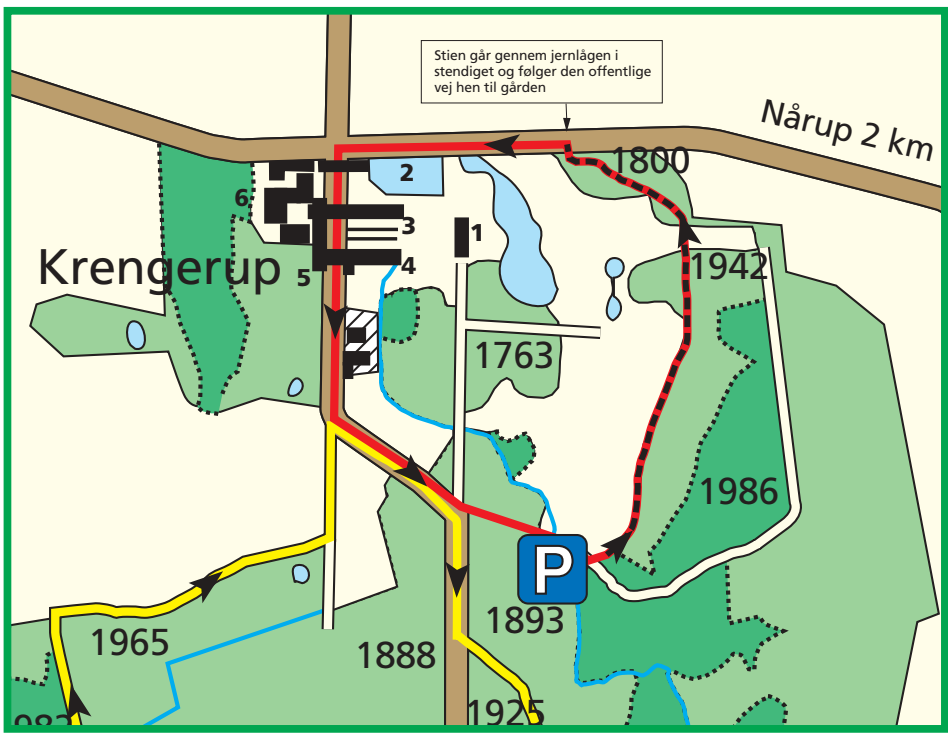 Stien går gennem jernlågen i
stendiget og følger den offentlige
vej hen til gården
Nårup 2 km
1800
2
6
3
1
Krengerup
5
4
1942
1763
1986
P
1893
1965
1888
1925